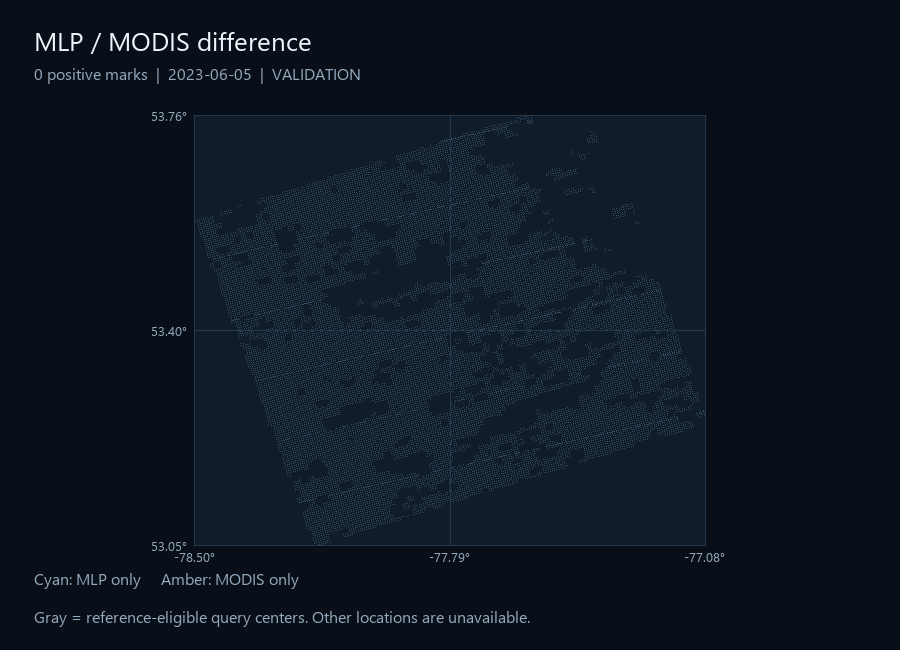 MLP / MODIS difference
0 positive marks | 2023-06-05 | VALIDATION
53.76°
53.40°
53.05°
-78.50°
-77.79°
-77.08°
Cyan: MLP only Amber: MODIS only
Gray = reference-eligible query centers. Other locations are unavailable.